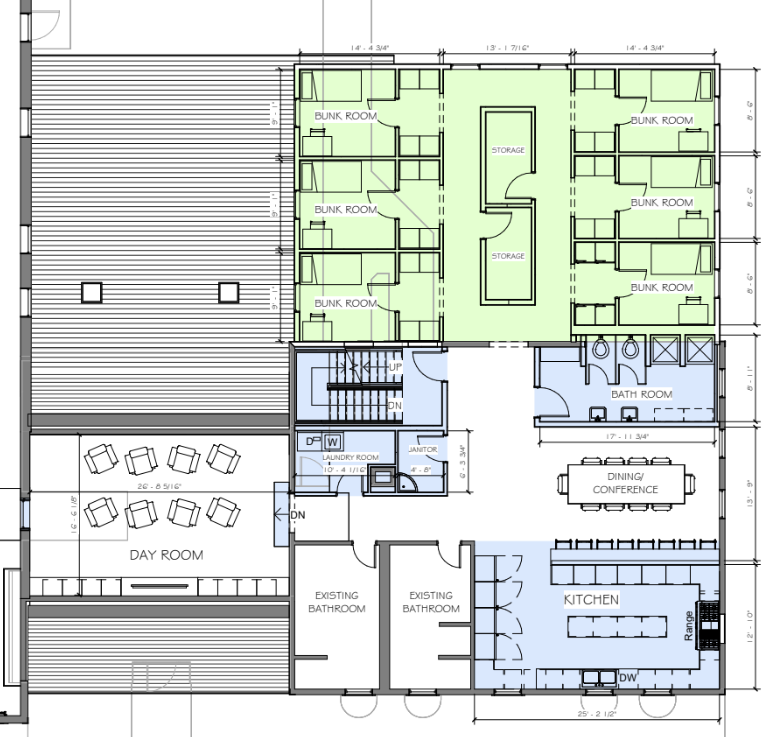 14' - 4 3/4"
13' - 1 7/16"
14' - 4 3/4"
BUNK ROOM
9' - 1"
STORAGE
BUNK ROOM
8' - 6"
BUNK ROOM
9' - 1"
BUNK ROOM
8' - 6"
STORAGE
BUNK ROOM
9' - 1"
BUNK ROOM
8' - 6"
UP
DN
BATH ROOM
8' - 11"
17' - 11 3/4"
D
W
LAUNDRY ROOM
10' - 4 1/16"
JANITOR
4' - 8"
6' - 3 3/4"
DINING/
CONFERENCE
13' - 9"
26' - 8 5/16"
16' - 6 1/8"
DN
DAY ROOM
EXISTING
BATHROOM
EXISTING
BATHROOM
KITCHEN
Range
12' - 10"
DW
25' - 2 1/2"